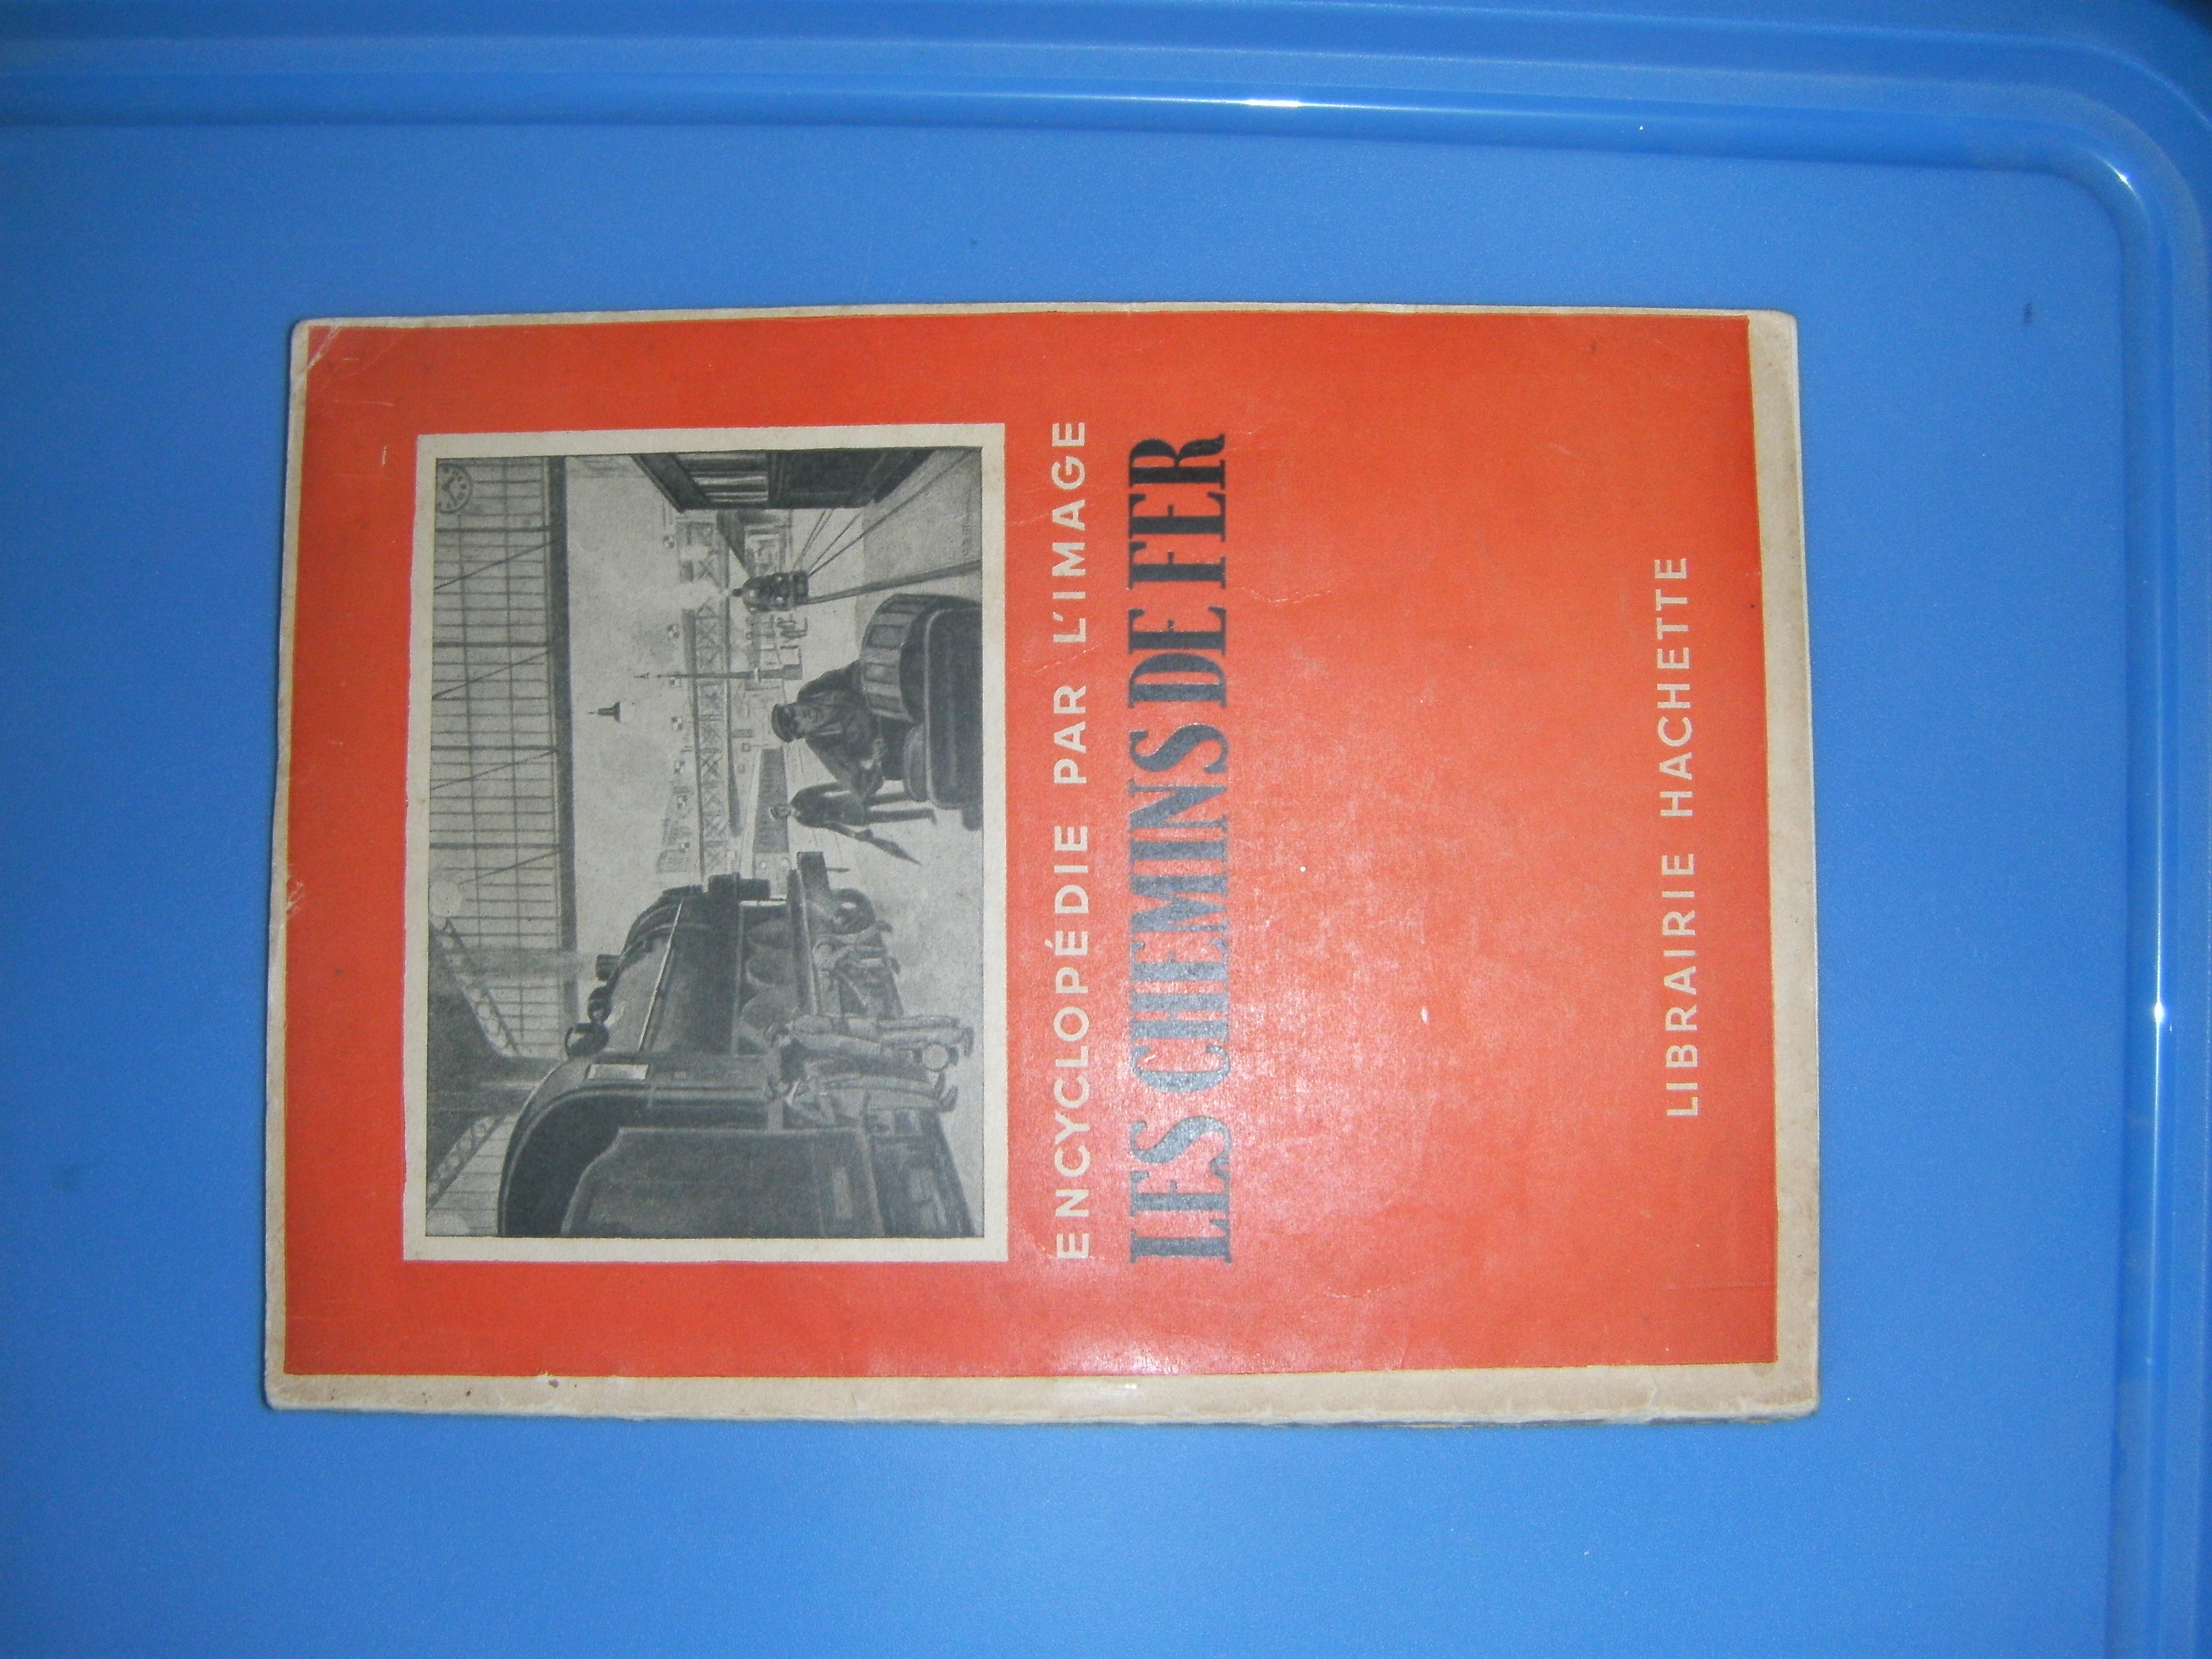 ENCYCLOPÉDIE PAR L'IMAGE
LES CHEMINS DE FER
LIBRAIRIE HACHETTE